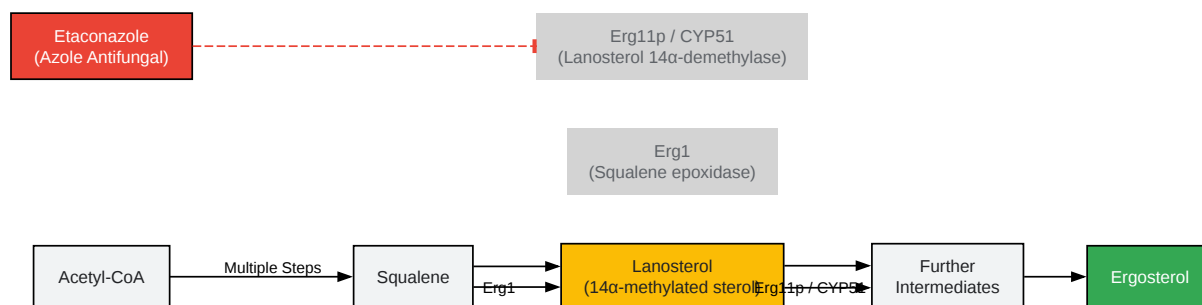 Etaconazole
(Azole Antifungal)
Erg11p / CYP51
(Lanosterol 14α-demethylase)
Erg1
(Squalene epoxidase)
Acetyl-CoA
Multiple Steps
Squalene
Erg1
Lanosterol
(14α-methylated sterol)
Erg11p / CYP51
Further
Intermediates
Ergosterol